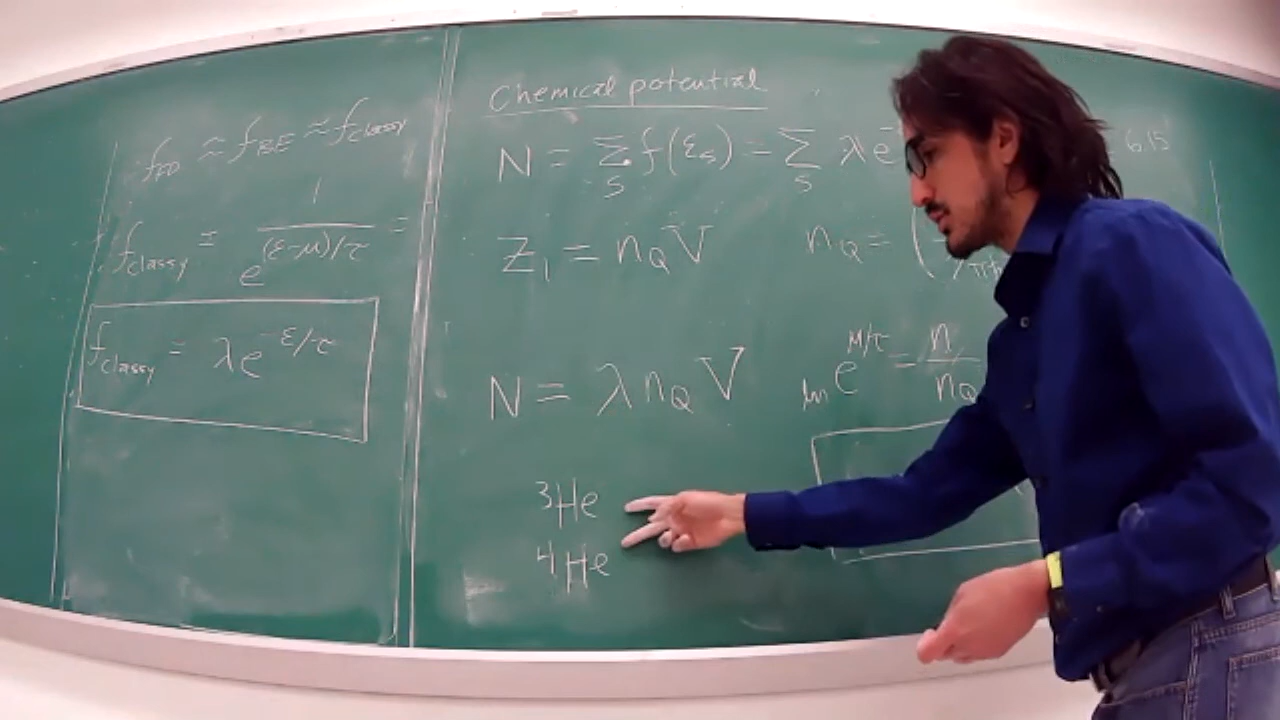 f_FD ≈ f_BE ≈ f_classy
f_classy = 1 / e^{(ε-μ)/τ} =
f_classy = λe^{-ε/τ}
Chemical potential
N = Σ_s f(ε_s) = Σ_s λe^- 6.15
Z_1 = n_Q V n_Q = (
N = λ n_Q V ln e^{μ/τ} = n / n_Q
³He
⁴He